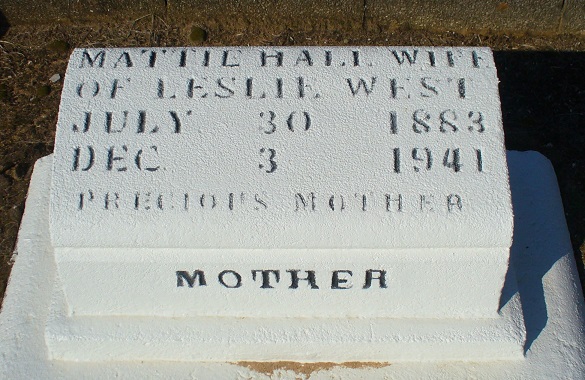 MATTIE HALL WIFE
OF LESLIE WEST
JULY 30 1883
DEC 3 1941
PRECIOUS MOTHER
MOTHER